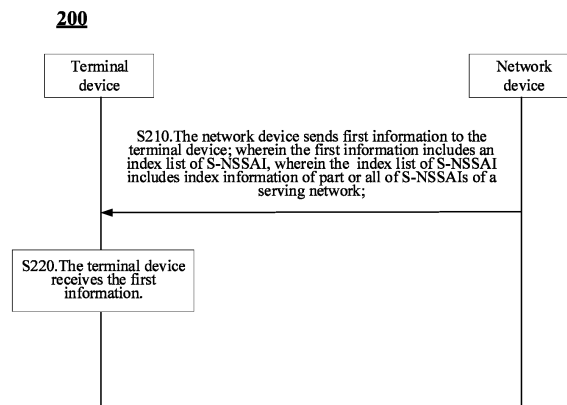 200
Terminal
device
Network
device
S210.The network device sends first information to the
terminal device; wherein the first information includes an
index list of S-NSSAI, wherein the index list of S-NSSAI
includes index information of part or all of S-NSSAIs of a
serving network;
S220.The terminal device
receives the first
information.